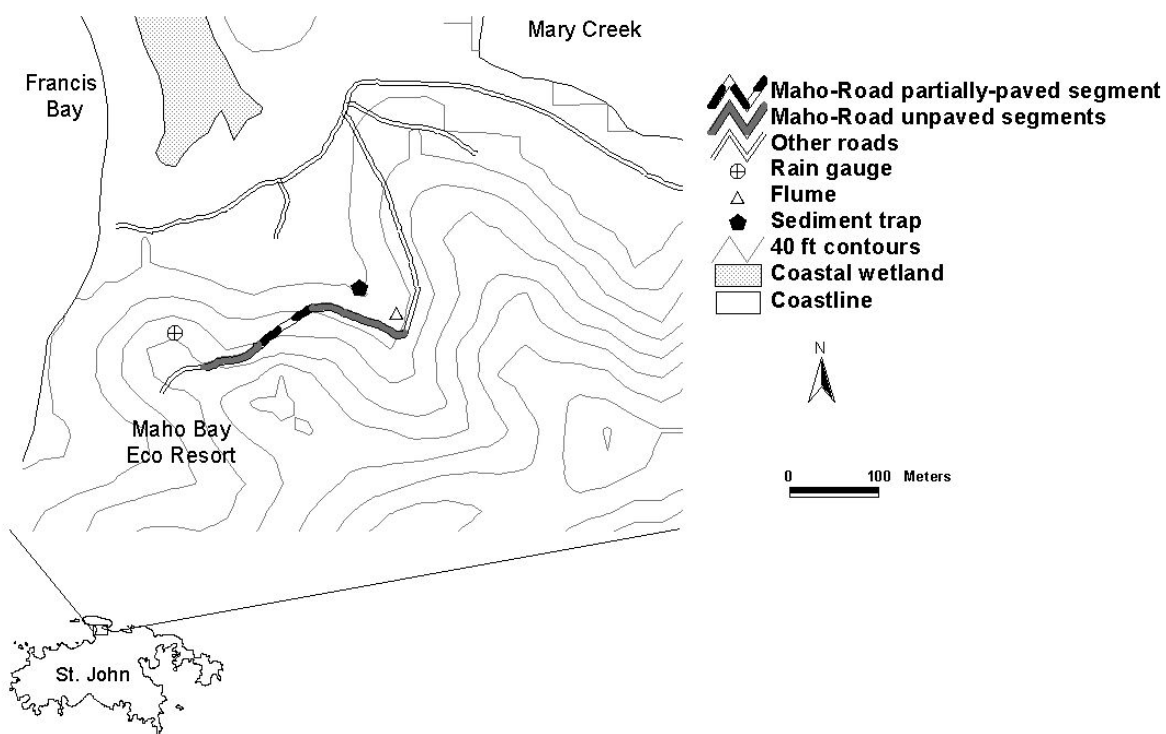 Mary Creek
Francis
Bay
Maho-Road partially-paved segment
Maho-Road unpaved segments
Other roads
Rain gauge
Flume
Sediment trap
40 ft contours
Coastal wetland
Coastline
N
Maho Bay
Eco Resort
0 100 Meters
St. John